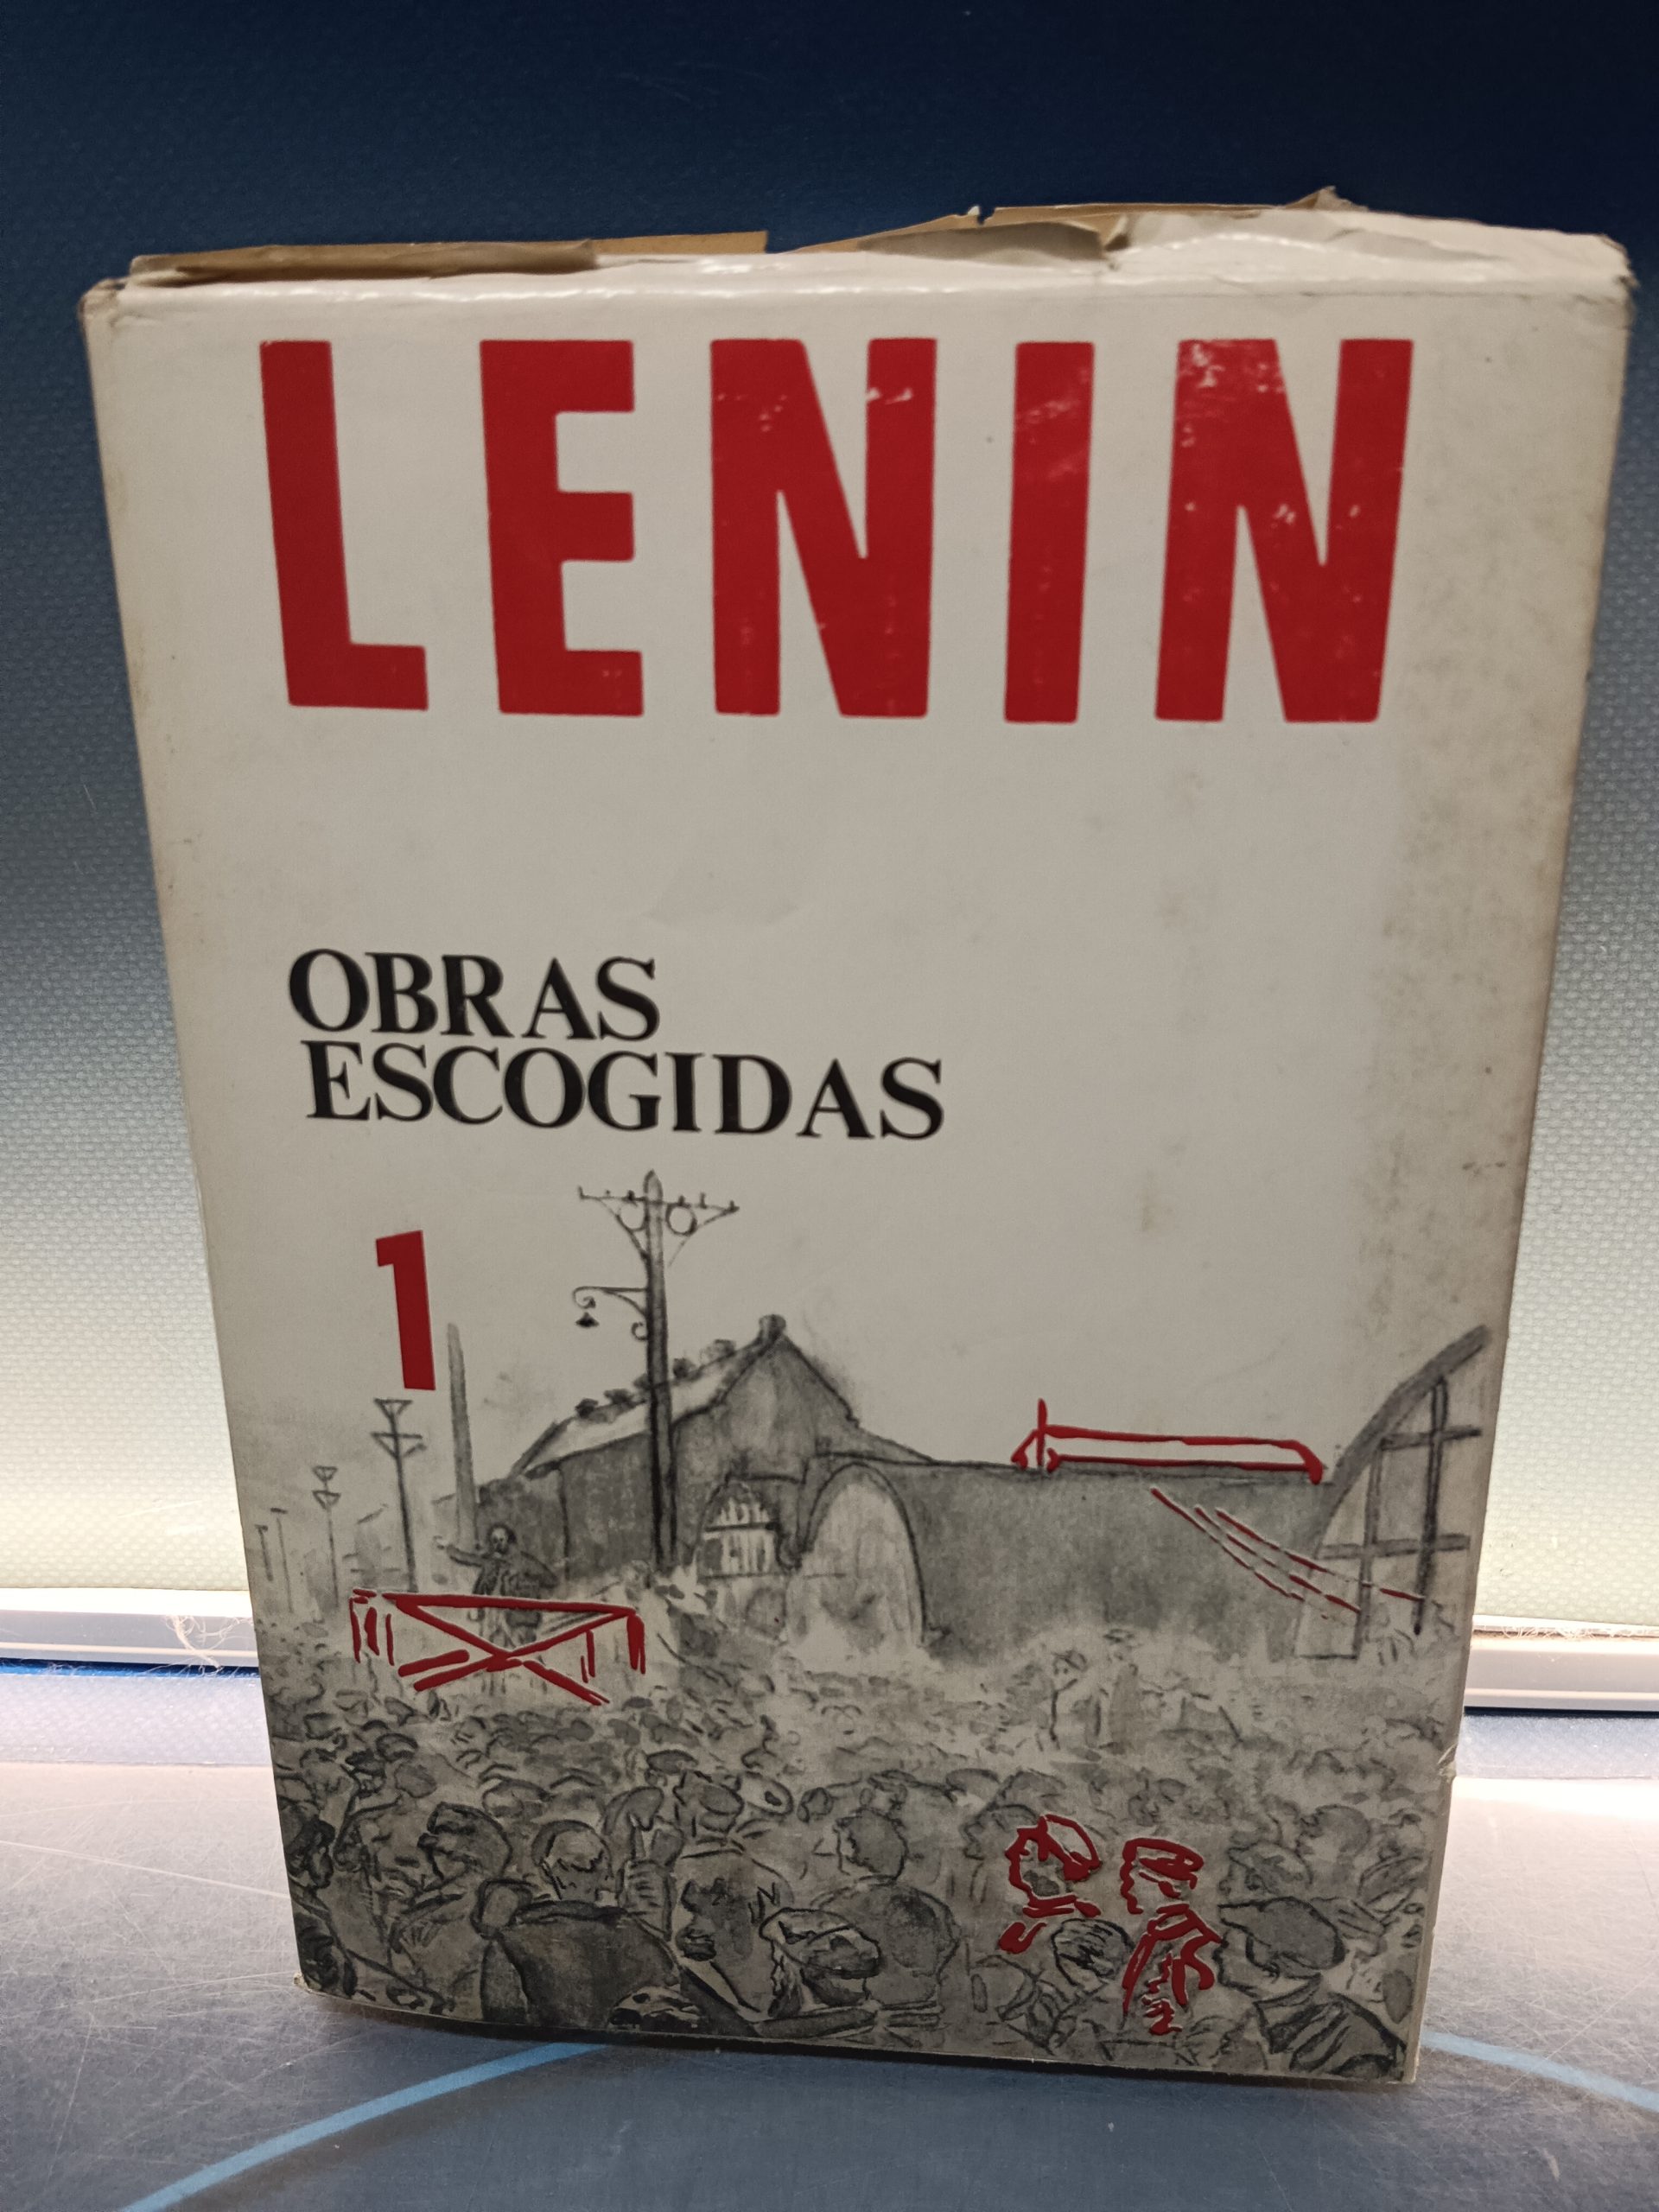 LENIN
OBRAS
ESCOGIDAS
1